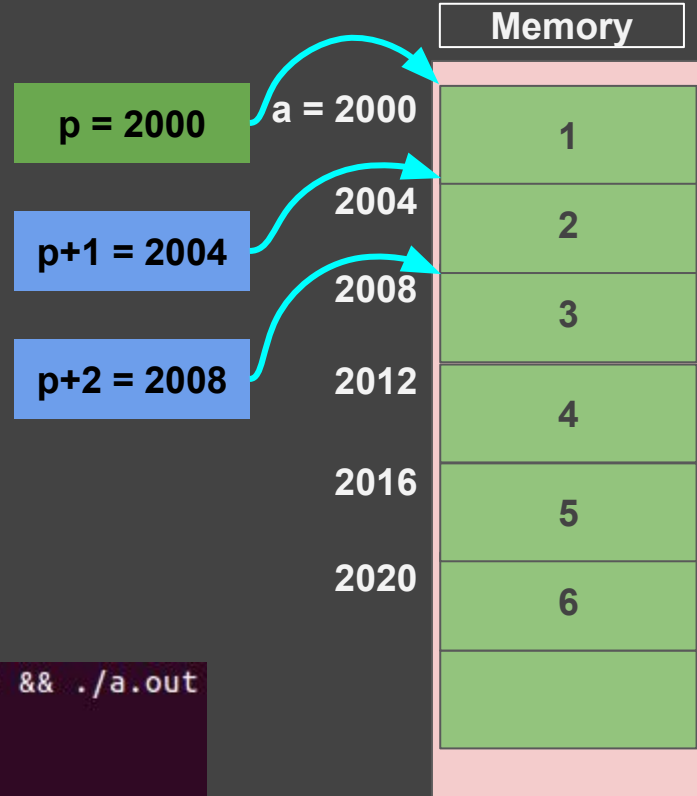 Memory
p = 2000
a = 2000
1
2004
2
p+1 = 2004
2008
3
p+2 = 2008
2012
4
2016
5
2020
6
&& ./a.out